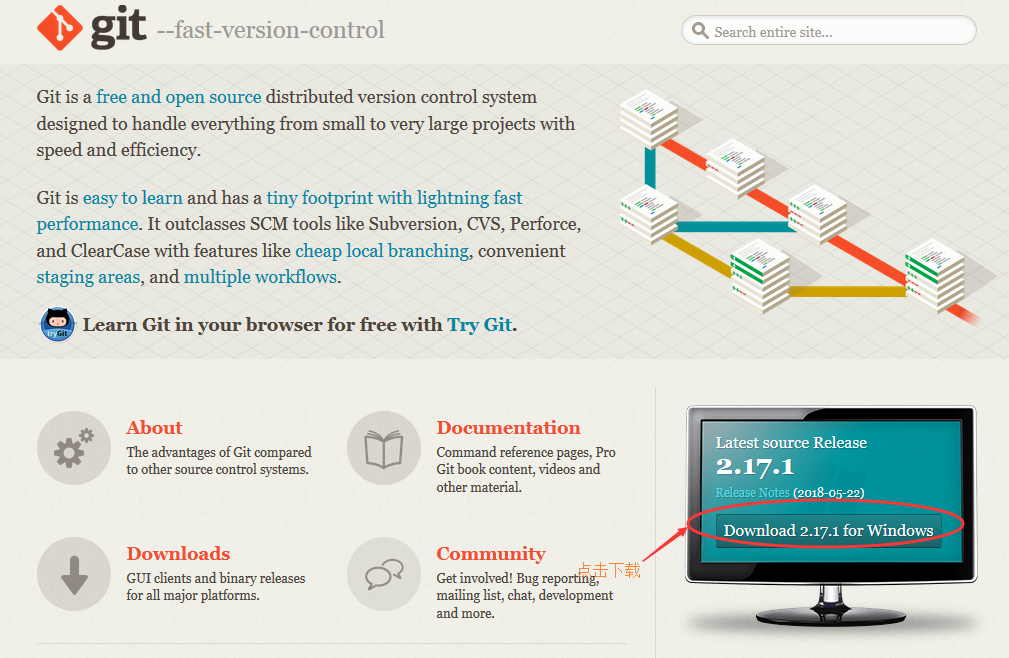 git --fast-version-control
Search entire site...
Git is a free and open source distributed version control system
designed to handle everything from small to very large projects with
speed and efficiency.
Git is easy to learn and has a tiny footprint with lightning fast
performance. It outclasses SCM tools like Subversion, CVS, Perforce,
and ClearCase with features like cheap local branching, convenient
staging areas, and multiple workflows.
tryGit
Learn Git in your browser for free with Try Git.
About
The advantages of Git compared
to other source control systems.
Documentation
Command reference pages, Pro
Git book content, videos and
other material.
Downloads
GUI clients and binary releases
for all major platforms.
Community
Get involved! Bug reporting,
mailing list, chat, development
and more.
Latest source Release
2.17.1
Release Notes (2018-05-22)
Download 2.17.1 for Windows
点击下载